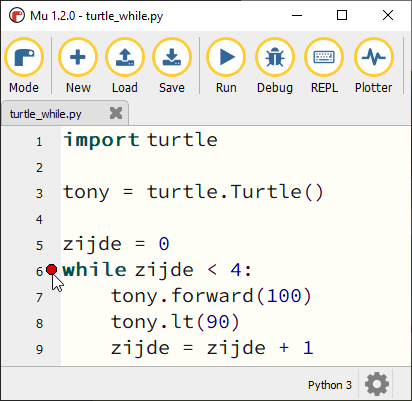 Mu 1.2.0 - turtle_while.py
Mode New Load Save Run Debug REPL Plotter
turtle_while.py
1 import turtle
2
3 tony = turtle.Turtle()
4
5 zijde = 0
6 while zijde < 4:
7     tony.forward(100)
8     tony.lt(90)
9     zijde = zijde + 1
Python 3